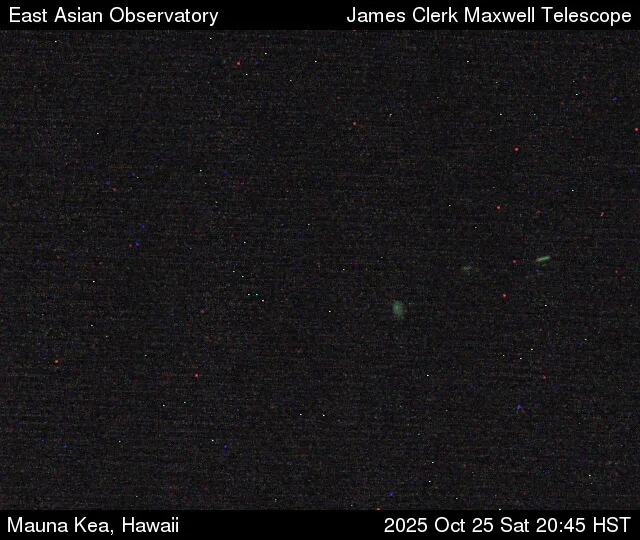 East Asian Observatory
James Clerk Maxwell Telescope
Mauna Kea, Hawaii
2025 Oct 25 Sat 20:45 HST